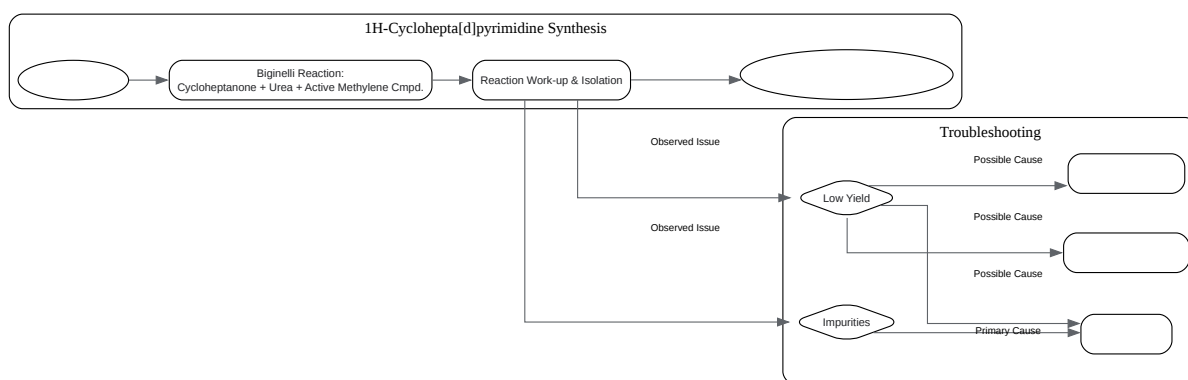 1H-Cyclohepta[d]pyrimidine Synthesis
Biginelli Reaction:
Cycloheptanone + Urea + Active Methylene Cmpd.
Reaction Work-up & Isolation
Troubleshooting
Observed Issue
Possible Cause
Low Yield
Possible Cause
Observed Issue
Possible Cause
Impurities
Primary Cause